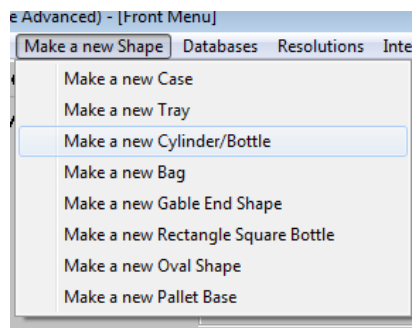 e Advanced) - [Front Menu]
Make a new Shape Databases Resolutions Inte
Make a new Case
Make a new Tray
Make a new Cylinder/Bottle
Make a new Bag
Make a new Gable End Shape
Make a new Rectangle Square Bottle
Make a new Oval Shape
Make a new Pallet Base